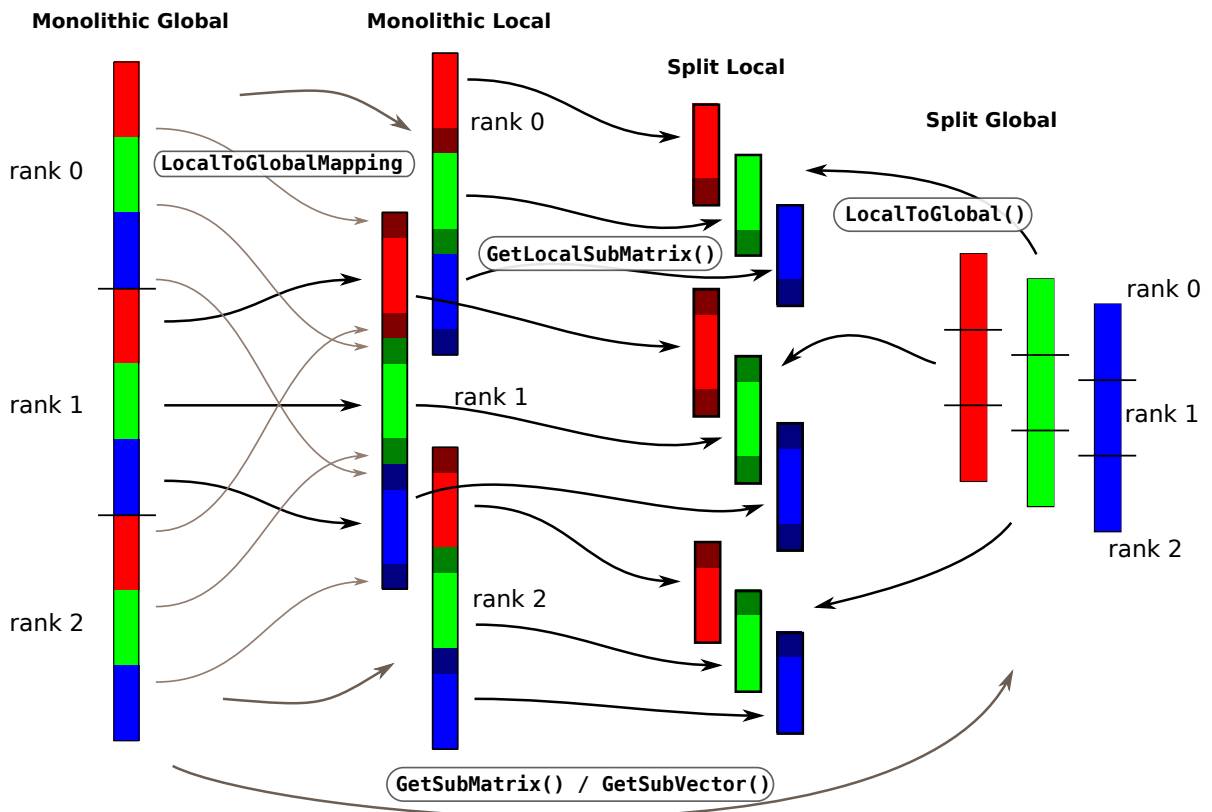 Monolithic Global
Monolithic Local
Split Local
Split Global
rank 0
rank 0
LocalToGlobalMapping
LocalToGlobal()
GetLocalSubMatrix()
rank 0
rank 1
rank 1
rank 1
rank 2
rank 2
rank 2
GetSubMatrix() / GetSubVector()